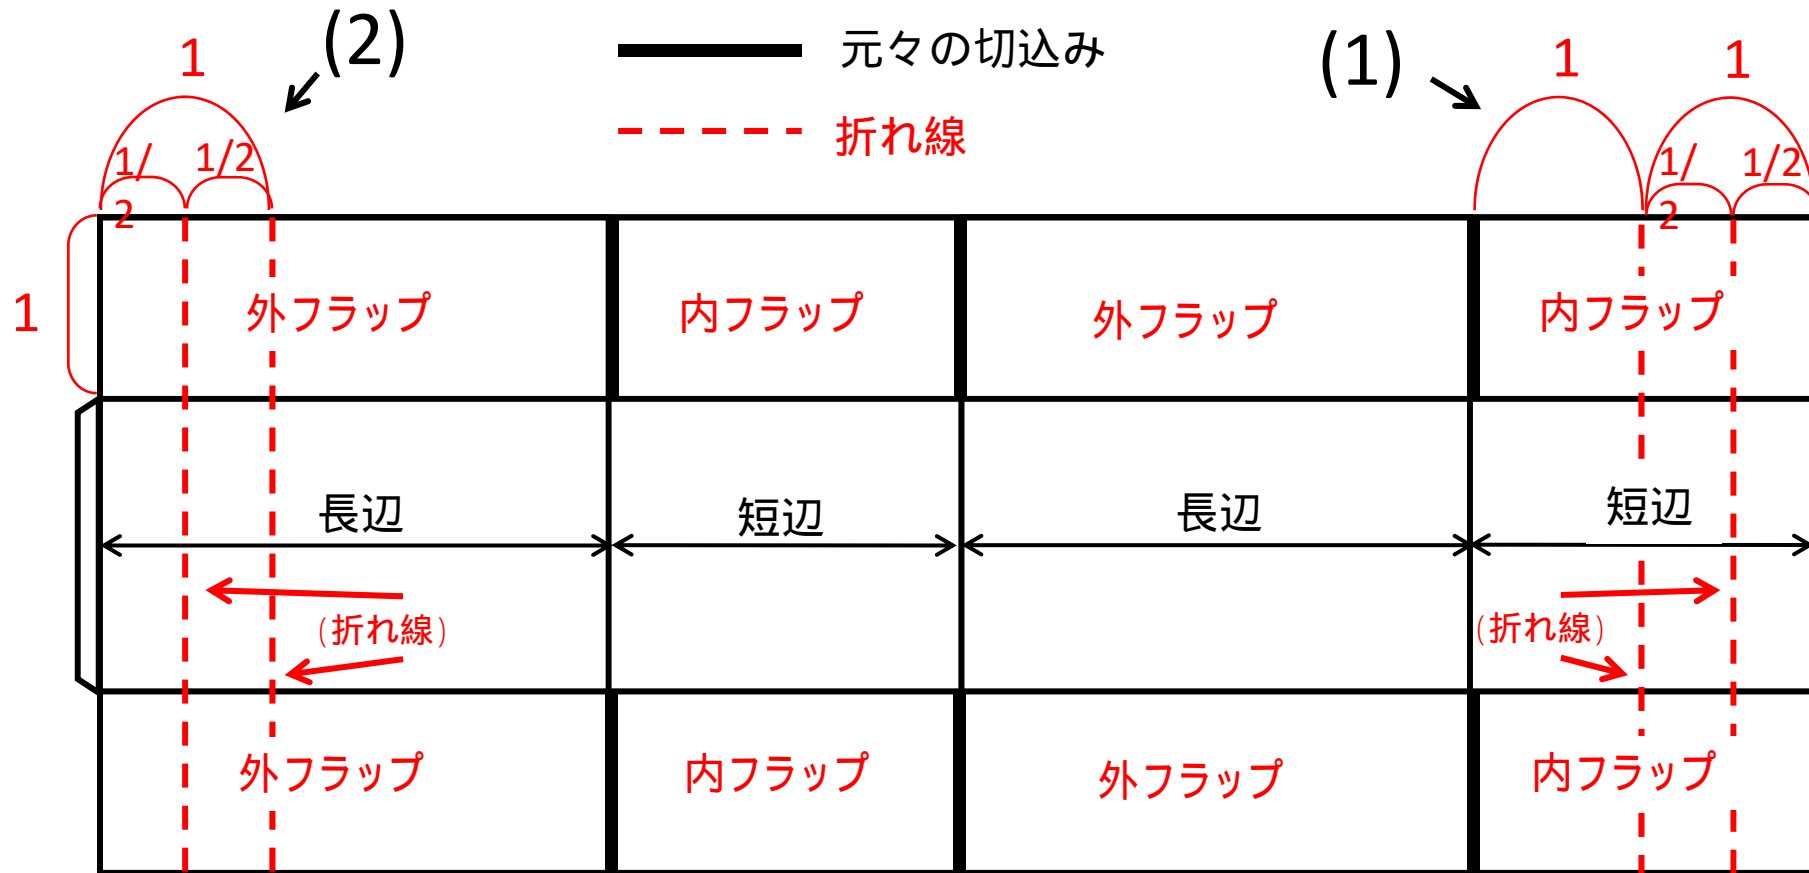 (2)
元々の切込み
(1)
1
1
1
折れ線
1/
2
1/2
1/
2
1/2
1
外フラップ
内フラップ
外フラップ
内フラップ
長辺
短辺
長辺
短辺
(折れ線)
(折れ線)
外フラップ
内フラップ
外フラップ
内フラップ